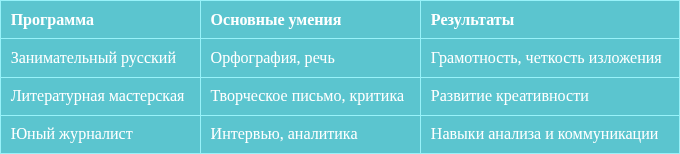 Программа Основные умения Результаты
Занимательный русский Орфография, речь Грамотность, четкость изложения
Литературная мастерская Творческое письмо, критика Развитие креативности
Юный журналист Интервью, аналитика Навыки анализа и коммуникации